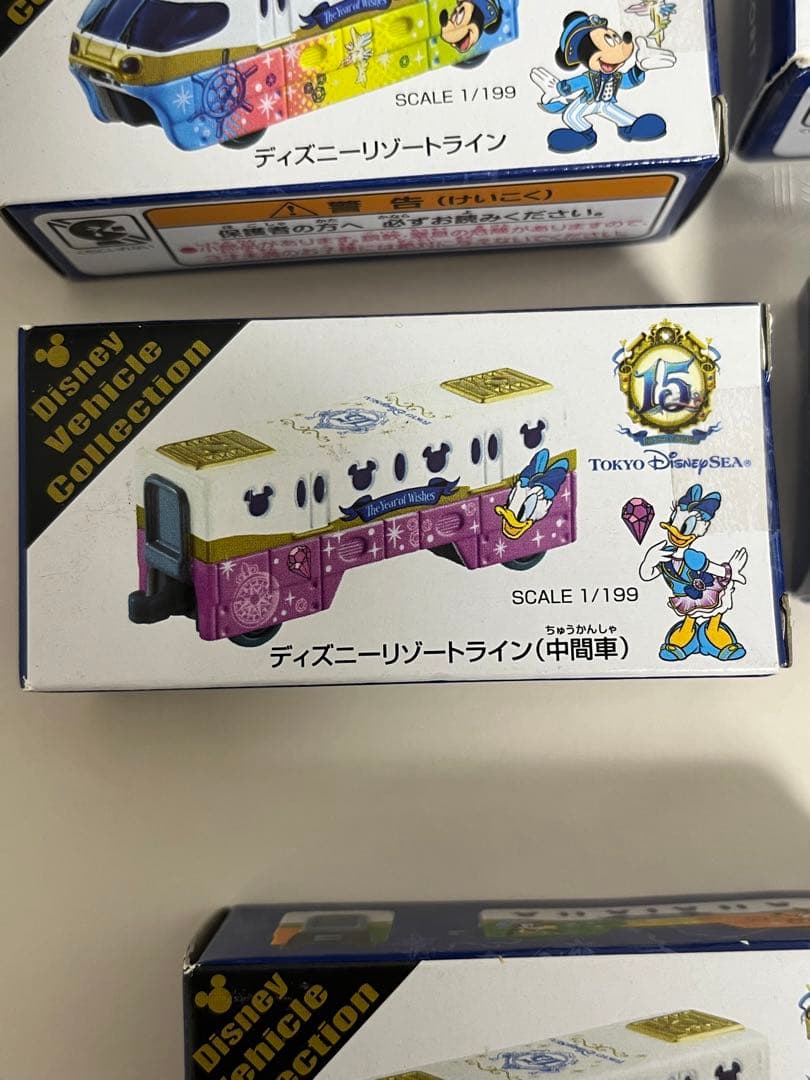 The Year of Wishes
SCALE 1/199
ディズニーリゾートライン
警告(けいこく)
保護者の方へ 必ずお読みください。
Disney
Vehicle
Collection
15
TOKYO DISNEYSEA®
The Year of Wishes
SCALE 1/199
ちゅうかんしゃ
ディズニーリゾートライン(中間車)
Disney
Vehicle
Collection